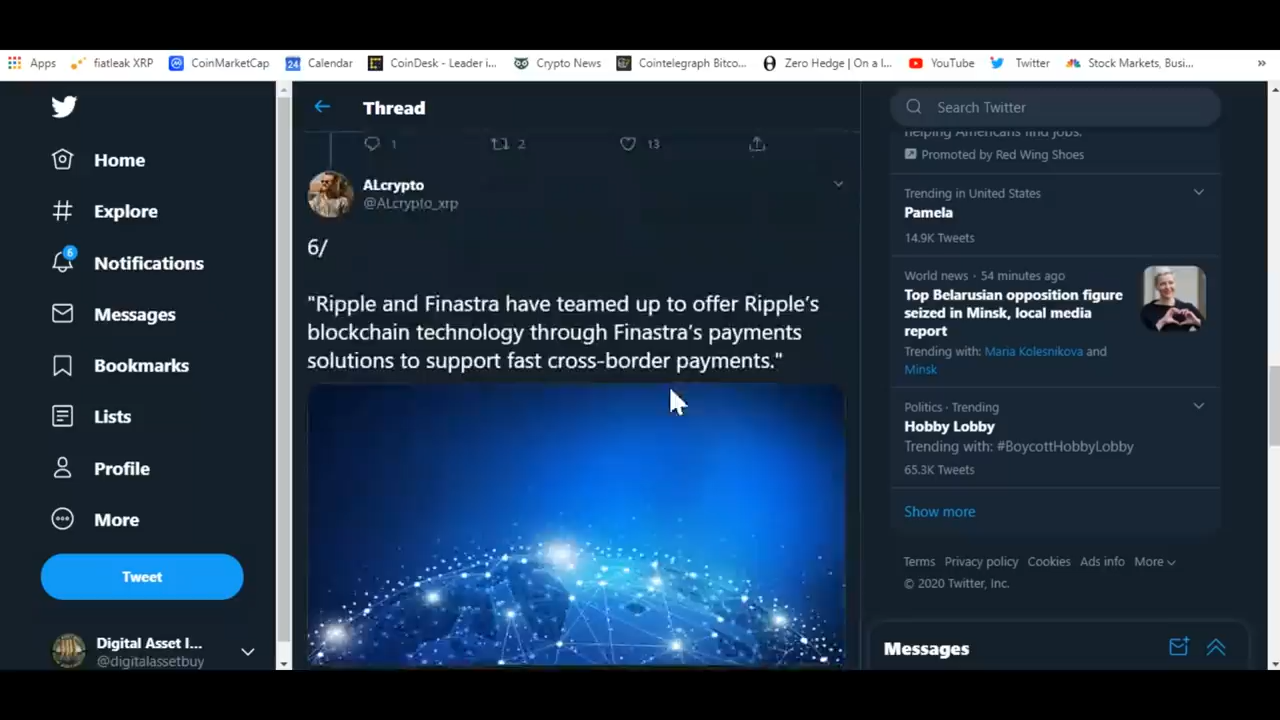 Apps fiatleak XRP CoinMarketCap 24 Calendar CoinDesk - Leader i... Crypto News Cointelegraph Bitco... Zero Hedge | On a l... YouTube Twitter Stock Markets, Busi... »
Home
Explore
6
Notifications
Messages
Bookmarks
Lists
Profile
More
Tweet
Digital Asset I...
@digitalassetbuy
Thread
1 2 13
ALcrypto
@ALcrypto_xrp
6/
"Ripple and Finastra have teamed up to offer Ripple's
blockchain technology through Finastra's payments
solutions to support fast cross-border payments."
Search Twitter
helping Americans find jobs.
Promoted by Red Wing Shoes
Trending in United States
Pamela
14.9K Tweets
World news · 54 minutes ago
Top Belarusian opposition figure
seized in Minsk, local media
report
Trending with: Maria Kolesnikova and
Minsk
Politics · Trending
Hobby Lobby
Trending with: #BoycottHobbyLobby
65.3K Tweets
Show more
Terms Privacy policy Cookies Ads info More
© 2020 Twitter, Inc.
Messages